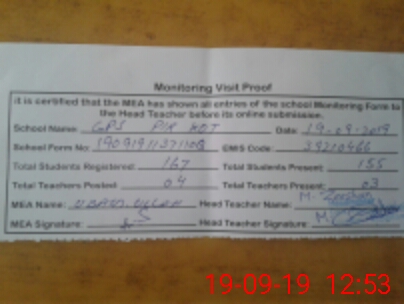 Monitoring Visit Proof
it is certified that the MEA has shown all entries of the school Monitoring Form to
the Head Teacher before its online submission.
School Name: GPS PIR KOT Date: 19-09-2019
School Form No: EMIS Code: 39210466
Total Students Registered: 167 Total Students Present: 155
Total Teachers Posted: 04 Total Teachers Present: 03
MEA Name: Head Teacher Name: M.
MEA Signature: Head Teacher Signature: M
19-09-19 12:53